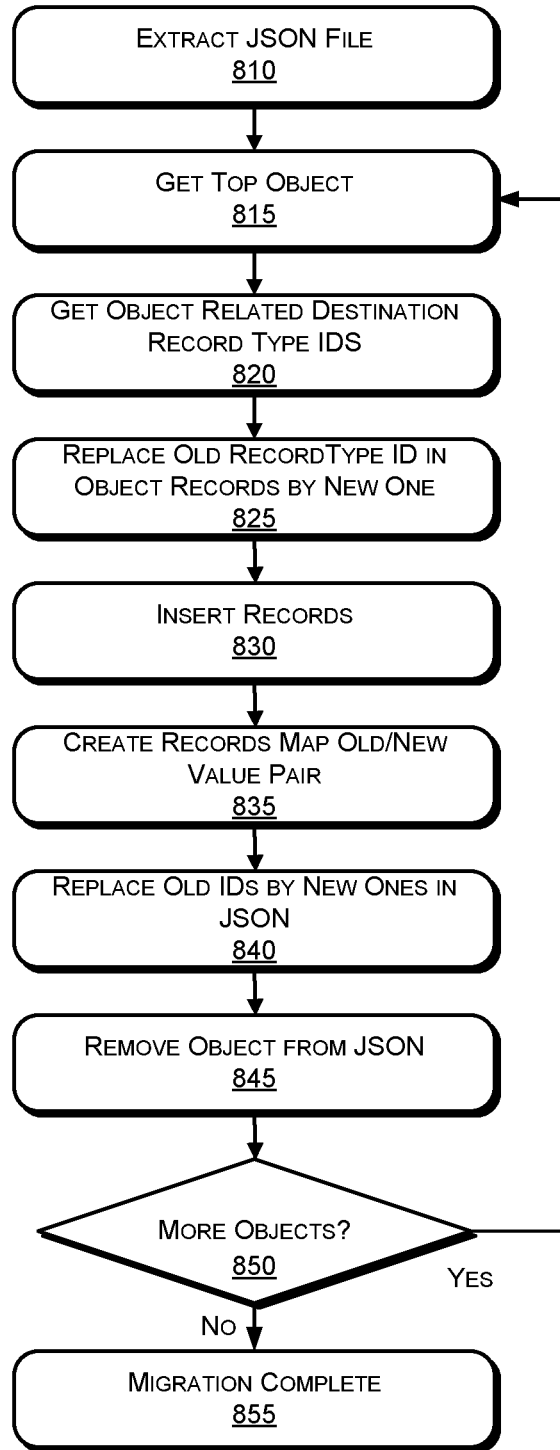 EXTRACT JSON FILE
810
GET TOP OBJECT
815
GET OBJECT RELATED DESTINATION
RECORD TYPE IDS
820
REPLACE OLD RECORDTYPE ID IN
OBJECT RECORDS BY NEW ONE
825
INSERT RECORDS
830
CREATE RECORDS MAP OLD/NEW
VALUE PAIR
835
REPLACE OLD IDS BY NEW ONES IN
JSON
840
REMOVE OBJECT FROM JSON
845
MORE OBJECTS?
850
YES
NO
MIGRATION COMPLETE
855